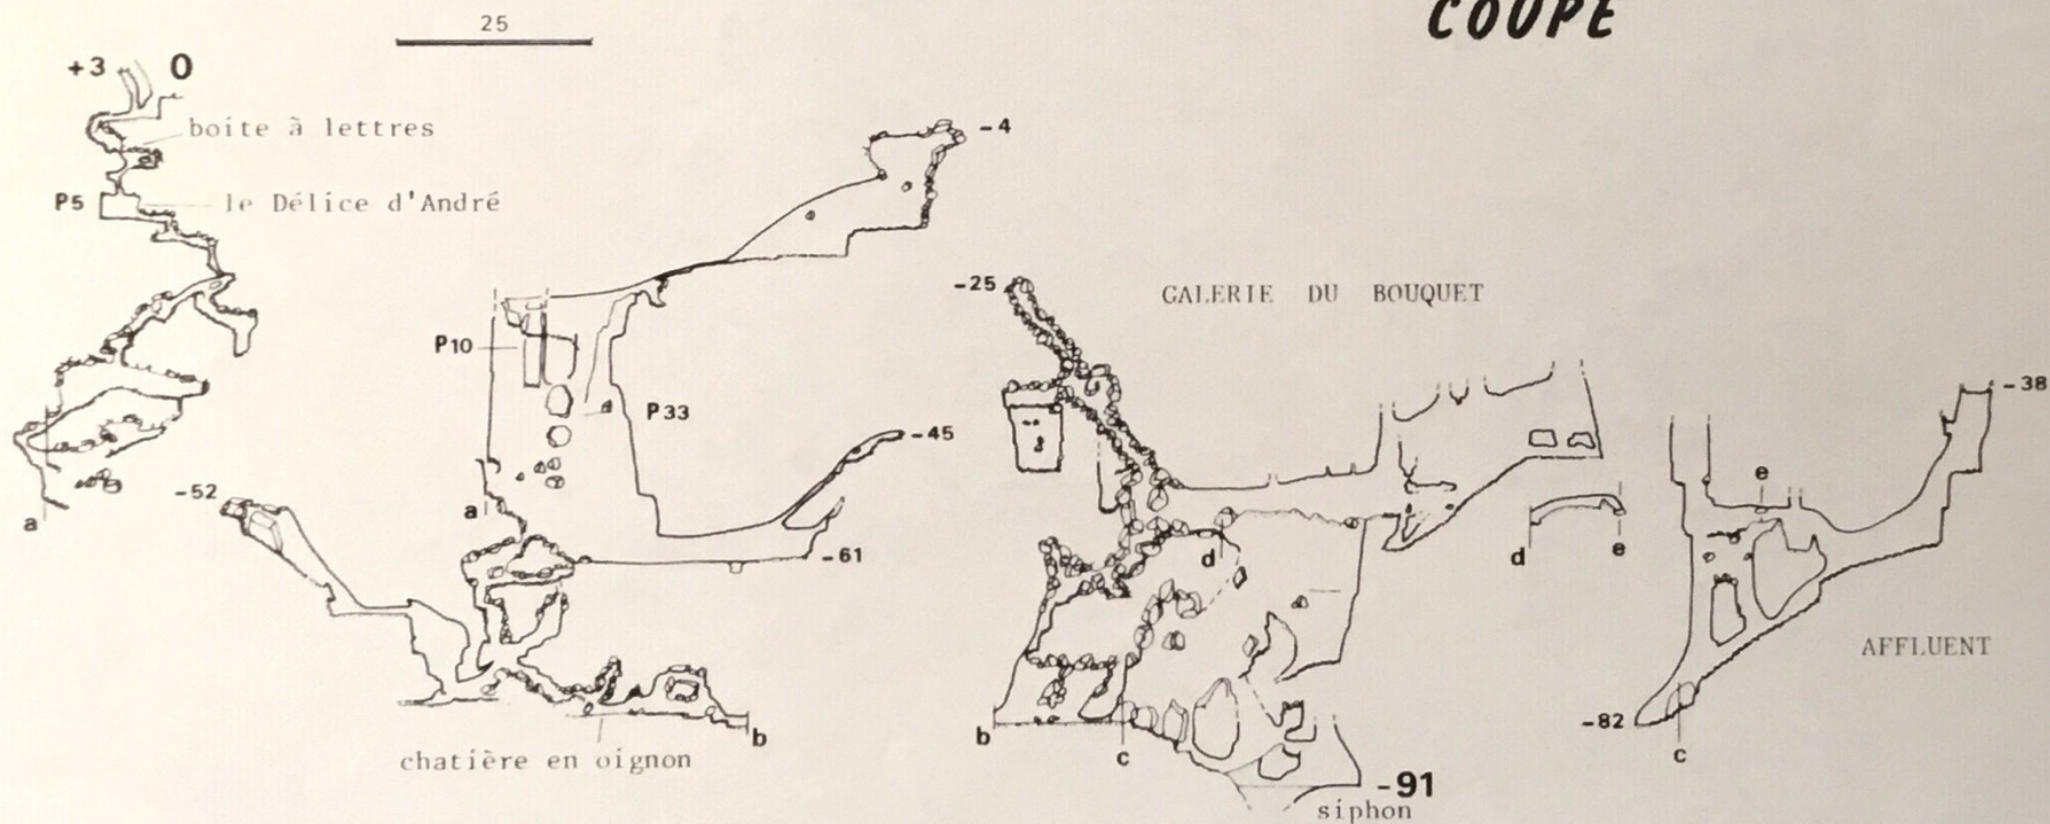 COUPE
25
+3 0
boite à lettres
P5
le Délice d'André
a
-52
-4
P10
P33
-45
a
-61
chatière en oignon
b
-25
GALERIE DU BOUQUET
d
b
c
-91
siphon
d
e
-38
e
AFFLUENT
-82
c